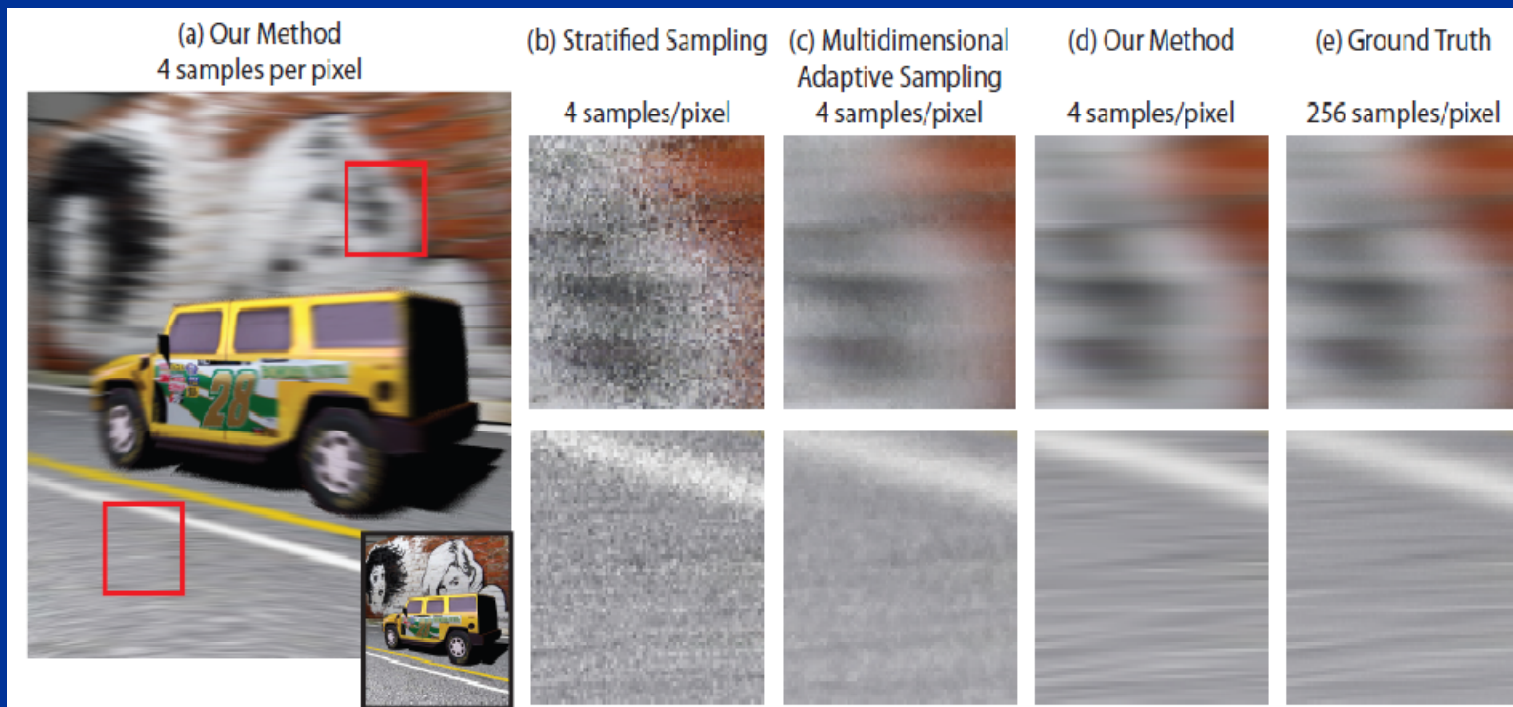 (a) Our Method
4 samples per pixel
(b) Stratified Sampling
4 samples/pixel
(c) Multidimensional
Adaptive Sampling
4 samples/pixel
(d) Our Method
4 samples/pixel
(e) Ground Truth
256 samples/pixel
28